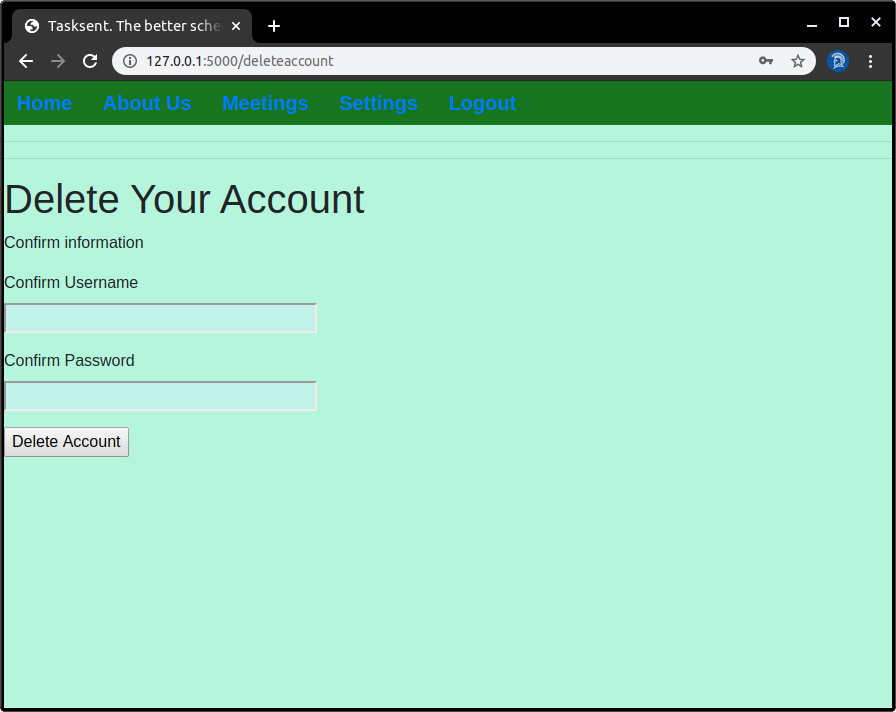 Tasksent. The better sche
127.0.0.1:5000/deleteaccount
Home About Us Meetings Settings Logout
Delete Your Account
Confirm information
Confirm Username
Confirm Password
Delete Account